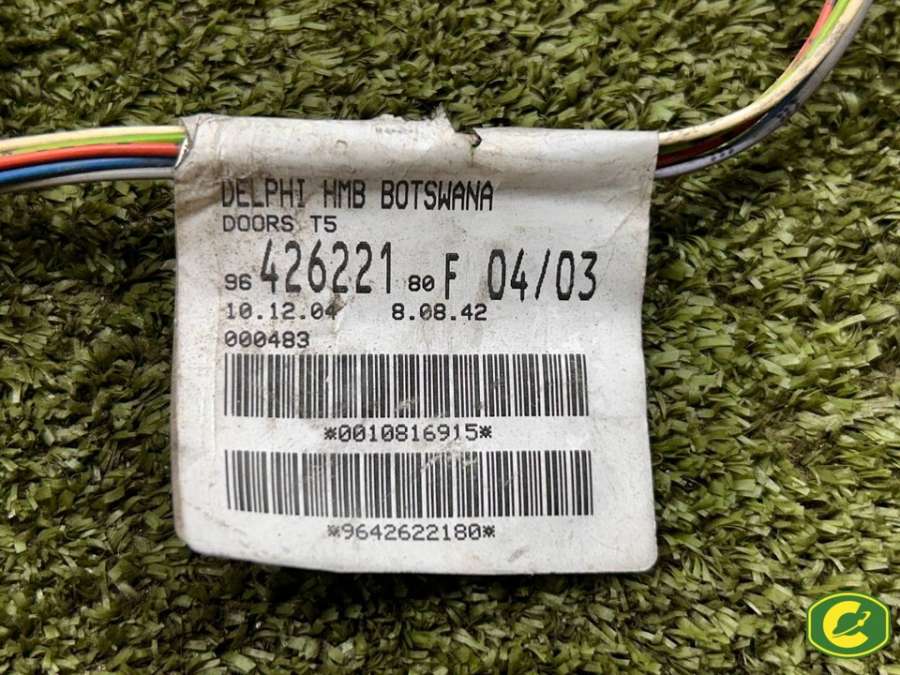 DELPHI HMB BOTSWANA
DOORS T5
96 426221 80 F 04/03
10.12.04 8.08.42
000483
*0010816915*
*9642622180*